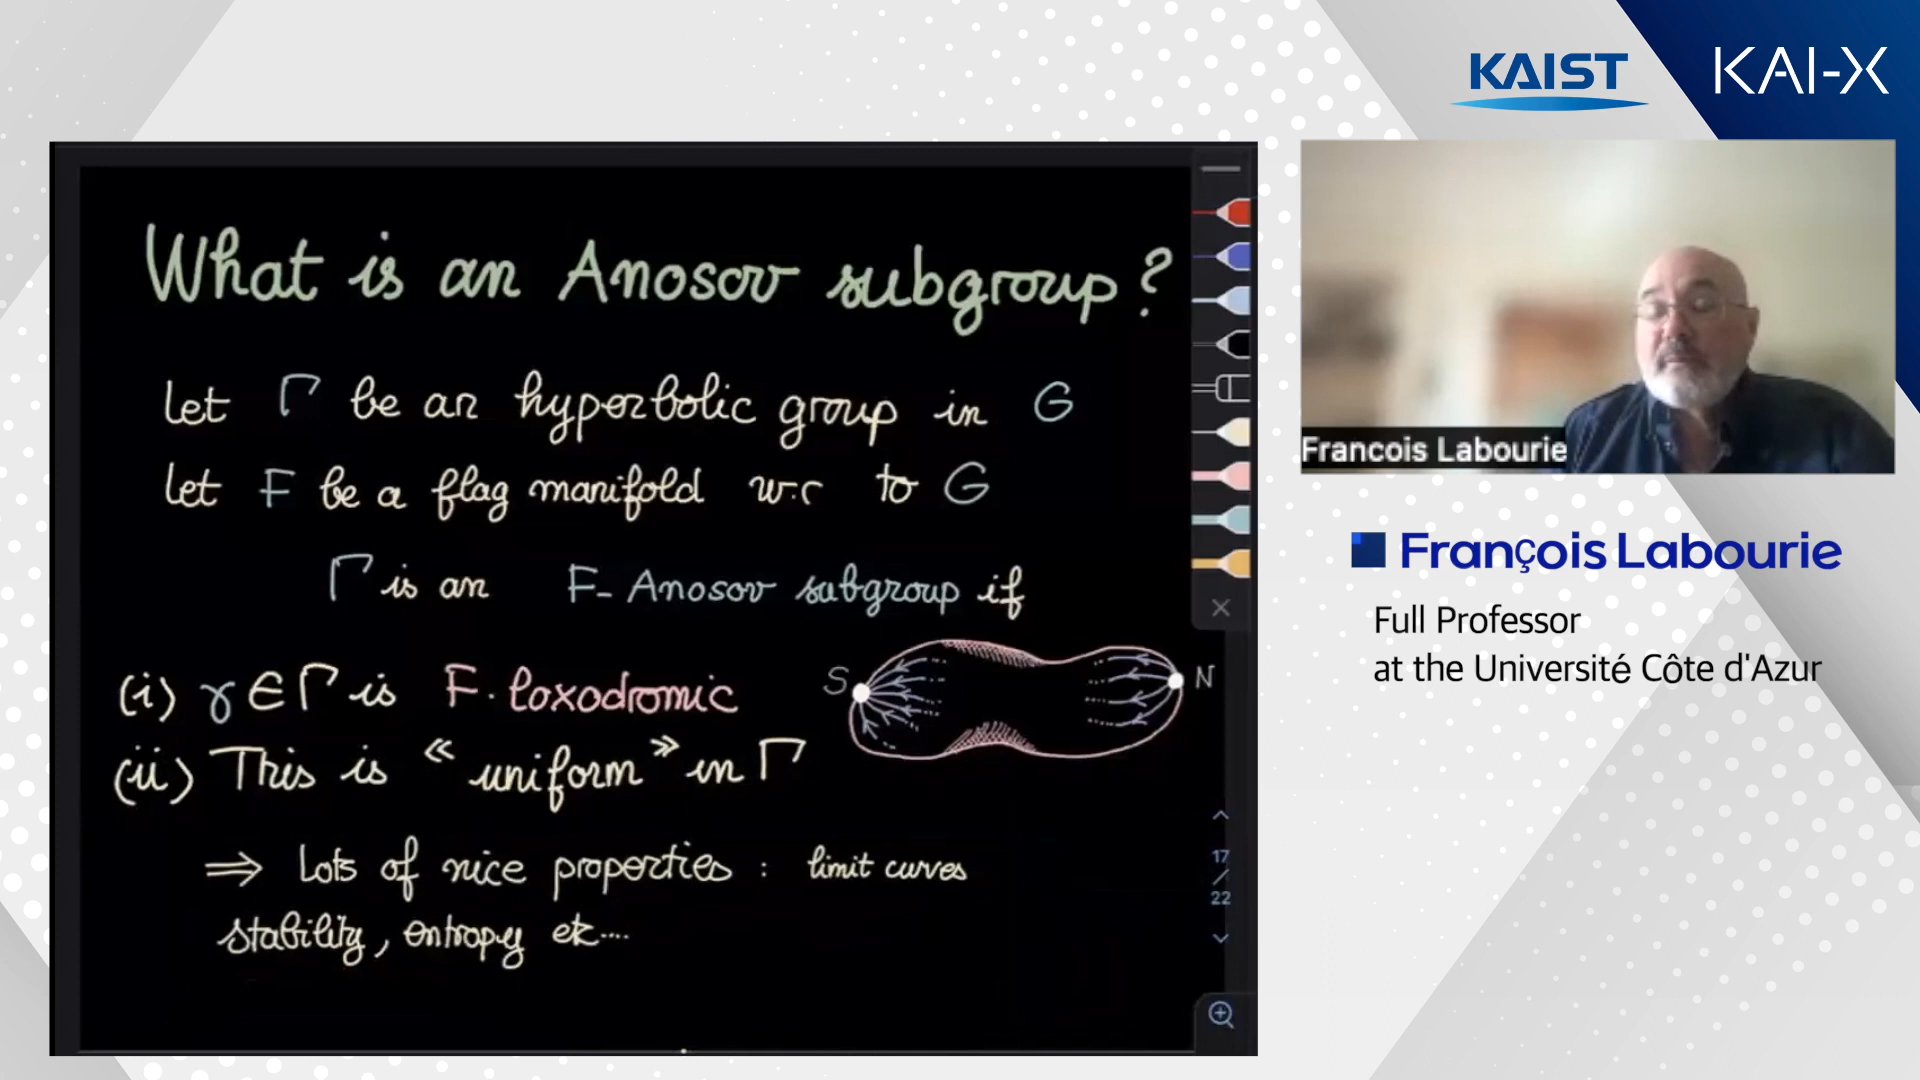 KAIST KAI-X
What is an Anosov subgroup?
Let Γ be an hyperbolic group in G
Let F be a flag manifold w.r to G
Γ is an F-Anosov subgroup if
(i) γ ∈ Γ is F.loxodromic
(ii) This is « uniform » in Γ
S N
⇒ Lots of nice properties : limit curves
stability, entropy etc....
17
/
22
Francois Labourie
François Labourie
Full Professor
at the Université Côte d'Azur